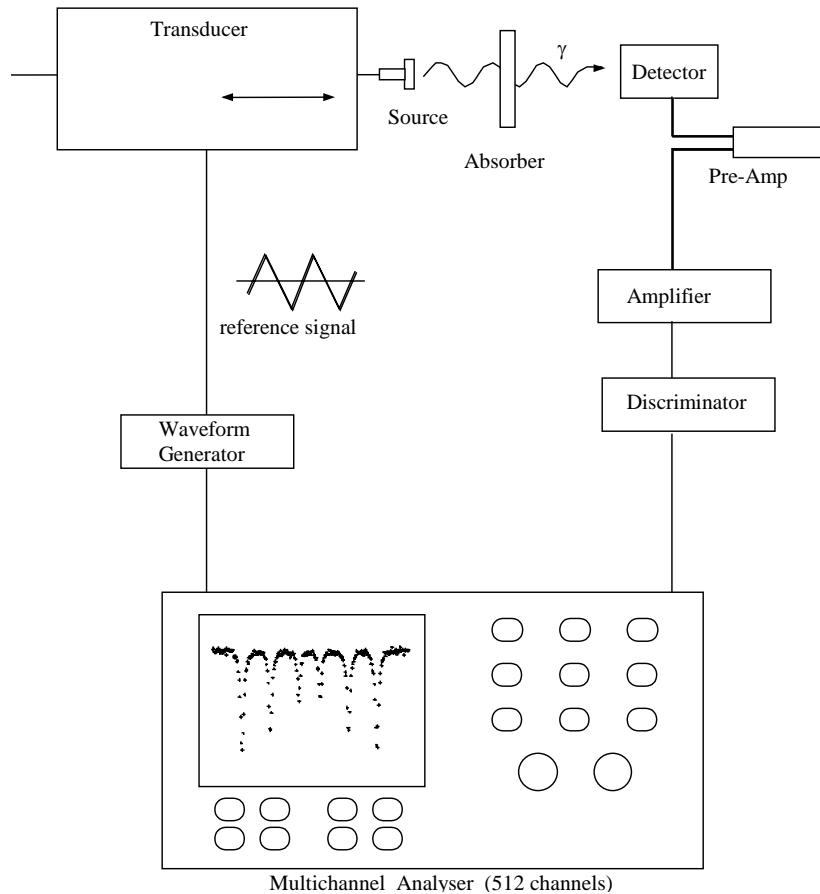 Transducer
γ
Detector
Source
Absorber
Pre-Amp
reference signal
Amplifier
Discriminator
Waveform
Generator
Multichannel Analyser (512 channels)